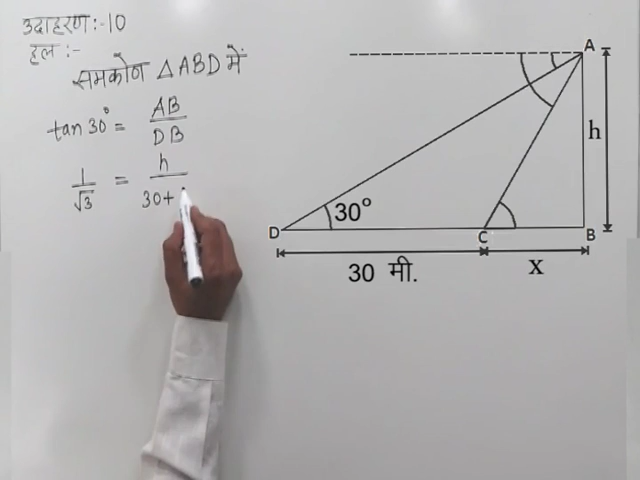 उदाहरण:-10
हल:-
समकोण △ABD में
tan 30° = AB/DB
1/√3 = h/30+
A
h
30°
D
C
B
30 मी.
x